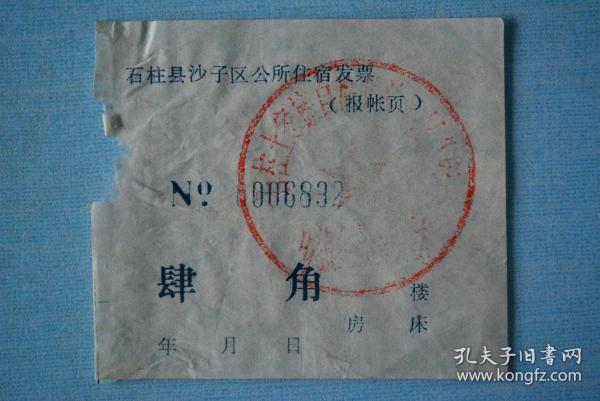 石柱县沙子区公所住宿发票
（报帐页）
№ 0006832
肆 角
楼
房 床
年 月 日
孔夫子旧书网
www.kongfz.com